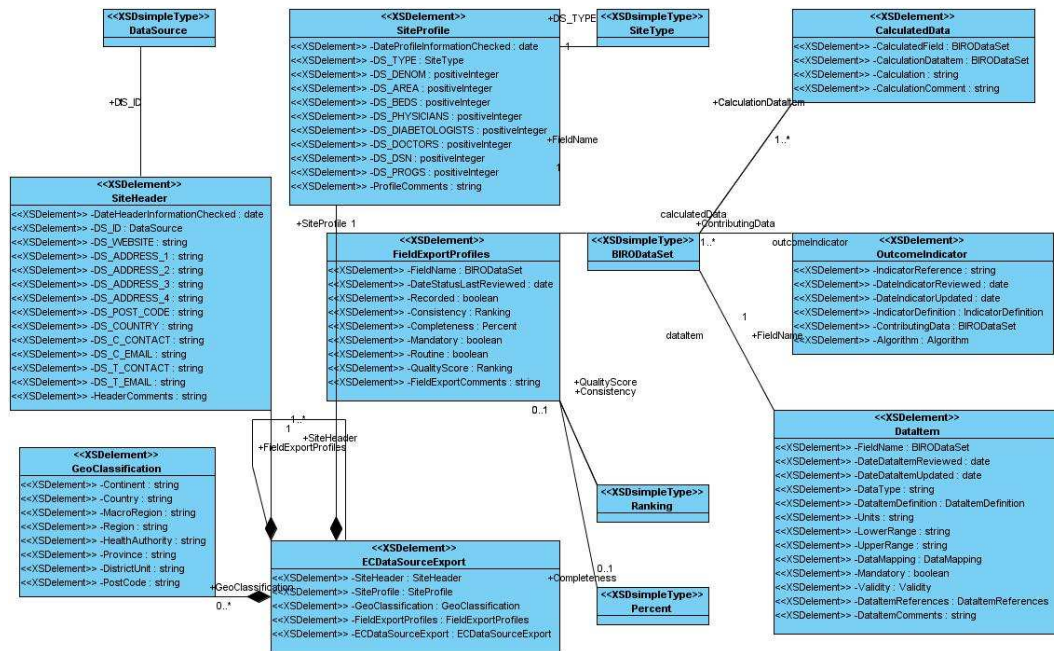 <<XSDsimpleType>>
DataSource
+DS_ID
<<XSDelement>>
SiteProfile
<<XSDelement>> -DateProfileInformationChecked : date
<<XSDelement>> -DS_TYPE : SiteType
<<XSDelement>> -DS_DENOM : positiveInteger
<<XSDelement>> -DS_AREA : positiveInteger
<<XSDelement>> -DS_BEDS : positiveInteger
<<XSDelement>> -DS_PHYSICIANS : positiveInteger
<<XSDelement>> -DS_DIABETOLOGISTS : positiveInteger
<<XSDelement>> -DS_DOCTORS : positiveInteger
<<XSDelement>> -DS_DSN : positiveInteger
<<XSDelement>> -DS_PROGS : positiveInteger
<<XSDelement>> -ProfileComments : string
+DS_TYPE
1
<<XSDsimpleType>>
SiteType
<<XSDelement>>
CalculatedData
<<XSDelement>> -CalculatedField : BIRODataSet
<<XSDelement>> -CalculationDataItem : BIRODataSet
<<XSDelement>> -Calculation : string
<<XSDelement>> -CalculationComment : string
+CalculationDataItem
1..*
+FieldName
1
<<XSDelement>>
SiteHeader
<<XSDelement>> -DateHeaderInformationChecked : date
<<XSDelement>> -DS_ID : DataSource
<<XSDelement>> -DS_WEBSITE : string
<<XSDelement>> -DS_ADDRESS_1 : string
<<XSDelement>> -DS_ADDRESS_2 : string
<<XSDelement>> -DS_ADDRESS_3 : string
<<XSDelement>> -DS_ADDRESS_4 : string
<<XSDelement>> -DS_POST_CODE : string
<<XSDelement>> -DS_COUNTRY : string
<<XSDelement>> -DS_C_CONTACT : string
<<XSDelement>> -DS_C_EMAIL : string
<<XSDelement>> -DS_T_CONTACT : string
<<XSDelement>> -DS_T_EMAIL : string
<<XSDelement>> -HeaderComments : string
+SiteProfile 1
calculatedData
+ContributingData
1..*
outcomeIndicator
<<XSDelement>>
FieldExportProfiles
<<XSDelement>> -FieldName : BIRODataSet
<<XSDelement>> -DateStatusLastReviewed : date
<<XSDelement>> -Recorded : boolean
<<XSDelement>> -Consistency : Ranking
<<XSDelement>> -Completeness : Percent
<<XSDelement>> -Mandatory : boolean
<<XSDelement>> -Routine : boolean
<<XSDelement>> -QualityScore : Ranking
<<XSDelement>> -FieldExportComments : string
<<XSDsimpleType>>
BIRODataSet
<<XSDelement>>
OutcomeIndicator
<<XSDelement>> -IndicatorReference : string
<<XSDelement>> -DateIndicatorReviewed : date
<<XSDelement>> -DateIndicatorUpdated : date
<<XSDelement>> -IndicatorDefinition : IndicatorDefinition
<<XSDelement>> -ContributingData : BIRODataSet
<<XSDelement>> -Algorithm : Algorithm
1
dataItem
+FieldName
+QualityScore
+Consistency
0..1
1..*
1
+SiteHeader
+FieldExportProfiles
<<XSDelement>>
GeoClassification
<<XSDelement>> -Continent : string
<<XSDelement>> -Country : string
<<XSDelement>> -MacroRegion : string
<<XSDelement>> -Region : string
<<XSDelement>> -HealthAuthority : string
<<XSDelement>> -Province : string
<<XSDelement>> -DistrictUnit : string
<<XSDelement>> -PostCode : string
+GeoClassification
0..*
<<XSDelement>>
ECDataSourceExport
<<XSDelement>> -SiteHeader : SiteHeader
<<XSDelement>> -SiteProfile : SiteProfile
<<XSDelement>> -GeoClassification : GeoClassification
<<XSDelement>> -FieldExportProfiles : FieldExportProfiles
<<XSDelement>> -ECDataSourceExport : ECDataSourceExport
<<XSDsimpleType>>
Ranking
0..1
+Completeness
<<XSDsimpleType>>
Percent
<<XSDelement>>
DataItem
<<XSDelement>> -FieldName : BIRODataSet
<<XSDelement>> -DateDataItemReviewed : date
<<XSDelement>> -DateDataItemUpdated : date
<<XSDelement>> -DataType : string
<<XSDelement>> -DataItemDefinition : DataItemDefinition
<<XSDelement>> -Units : string
<<XSDelement>> -LowerRange : string
<<XSDelement>> -UpperRange : string
<<XSDelement>> -DataMapping : DataMapping
<<XSDelement>> -Mandatory : boolean
<<XSDelement>> -Validity : Validity
<<XSDelement>> -DataItemReferences : DataItemReferences
<<XSDelement>> -DataItemComments : string